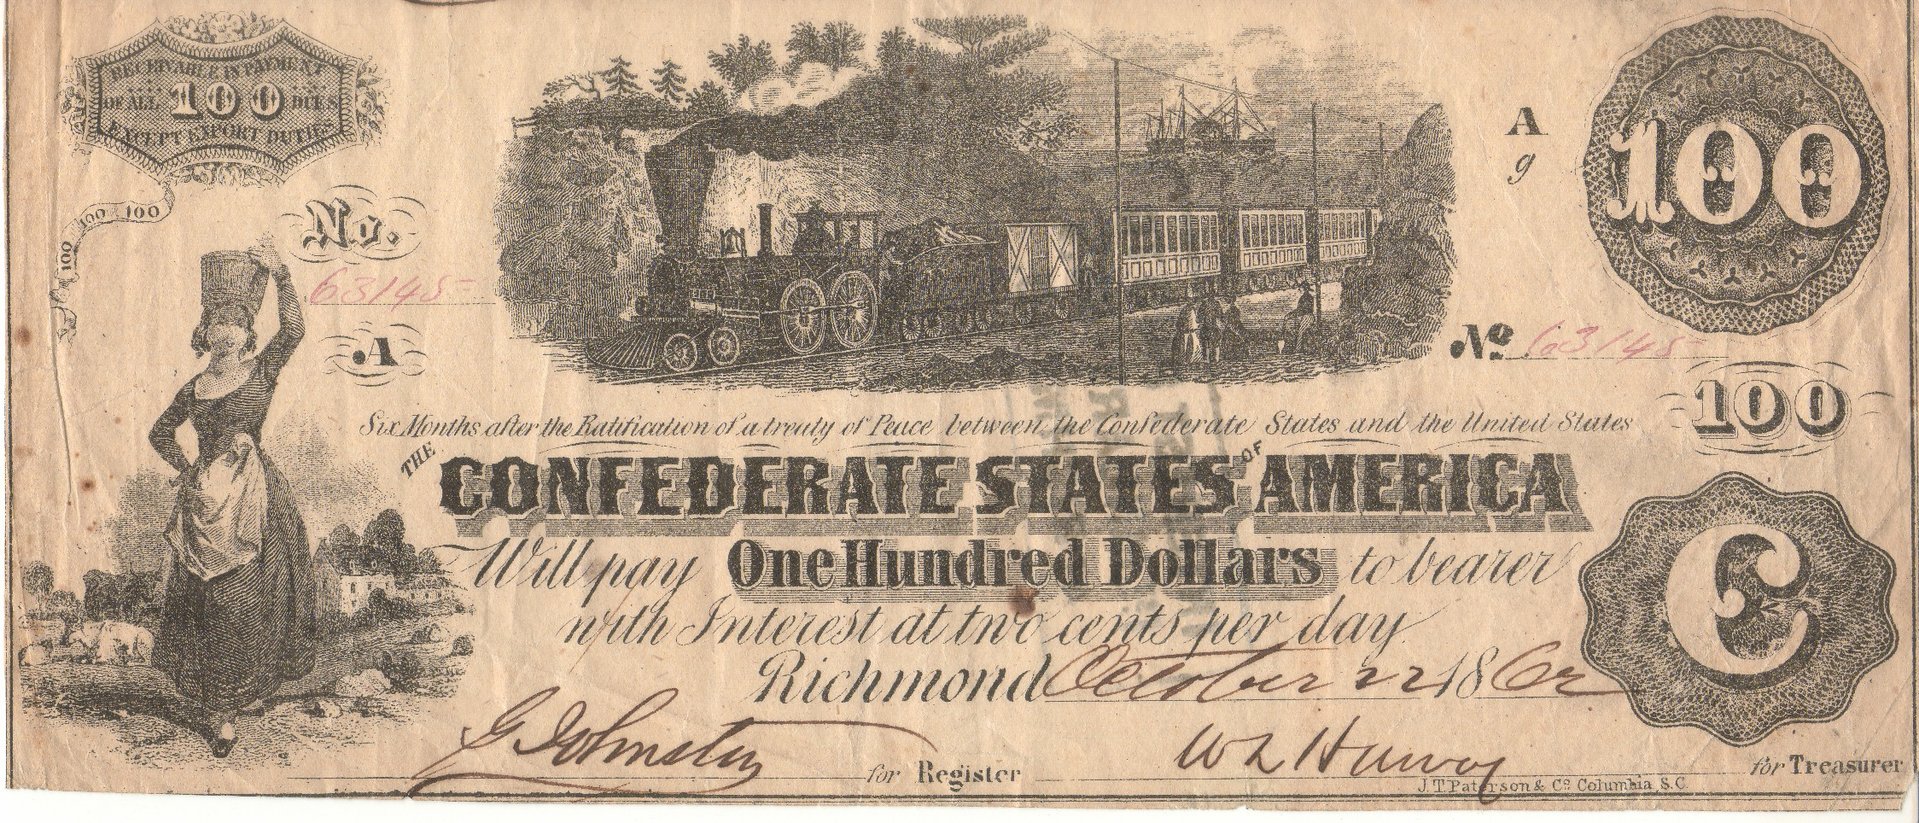 RECEIVABLE IN PAYMENT
OF ALL 100 DUES
EXCEPT EXPORT DUTIES
100 100 100
No.
63145
A
A
g
100
No 63145
100
Six Months after the Ratification of a treaty of Peace between the Confederate States and the United States
THE CONFEDERATE STATES OF AMERICA
Will pay One Hundred Dollars to bearer
with Interest at two cents per day
Richmond October 22 1862
C
G Johnston for Register
for Treasurer
J.T. Paterson & Co. Columbia S.C.